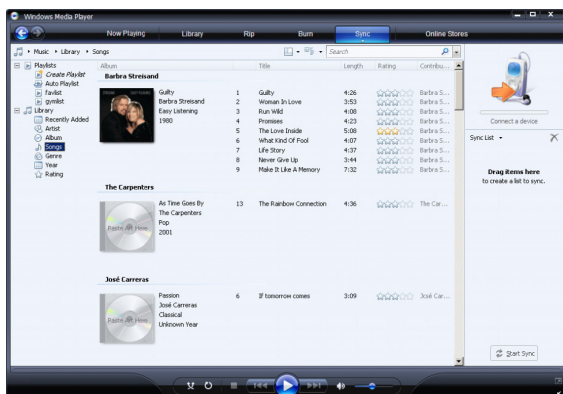 Windows Media Player
Now Playing Library Rip Burn Sync Online Stores
Music Library Songs Search
Playlists
Create Playlist
Auto Playlist
favlist
gymlist
Library
Recently Added
Artist
Album
Songs
Genre
Year
Rating
Album Title Length Rating Contribu...
Barbra Streisand
Guilty
Barbra Streisand
Easy Listening
1980
1 Guilty 4:26 Barbra S...
2 Woman In Love 3:53 Barbra S...
3 Run Wild 4:08 Barbra S...
4 Promises 4:23 Barbra S...
5 The Love Inside 5:08 Barbra S...
6 What Kind Of Fool 4:07 Barbra S...
7 Life Story 4:37 Barbra S...
8 Never Give Up 3:44 Barbra S...
9 Make It Like A Memory 7:32 Barbra S...
The Carpenters
Paste Art Here
As Time Goes By
The Carpenters
Pop
2001
13 The Rainbow Connection 4:36 The Car...
José Carreras
Paste Art Here
Passion
José Carreras
Classical
Unknown Year
6 If tomorrow comes 3:09 José Car...
Connect a device
Sync List
Drag items here
to create a list to sync.
Start Sync